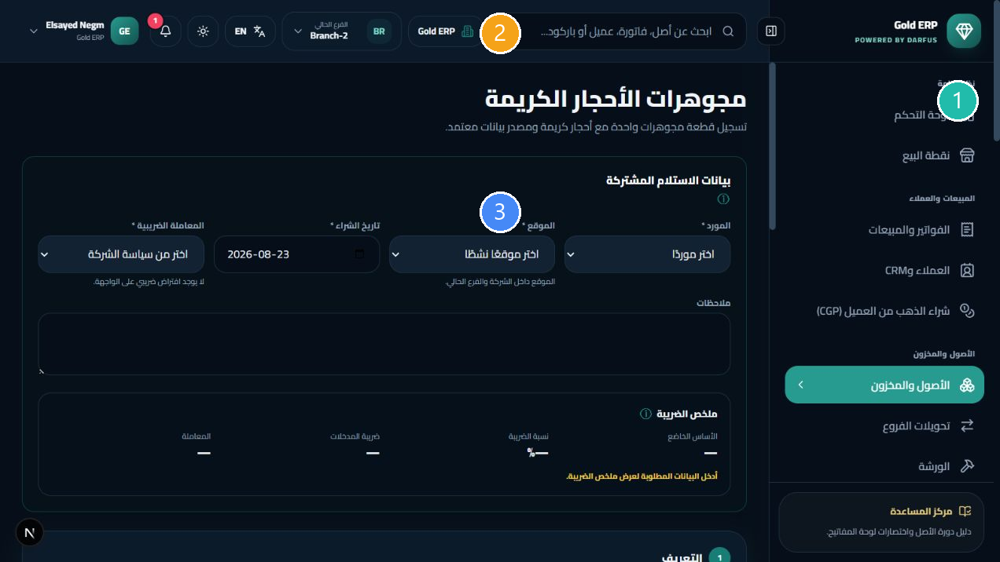 Gold ERP
POWERED BY DARFUS
ابحث عن أصل، فاتورة، عميل أو باركود...
2
Gold ERP
BR
الفرع الحالي
Branch-2
EN
1
GE
Elsayed Negm
Gold ERP
1
التحكم
نقطة البيع
المبيعات والعملاء
الفواتير والمبيعات
العملاء وCRM
شراء الذهب من العميل (CGP)
الأصول والمخزون
الأصول والمخزون
تحويلات الفروع
الورشة
مركز المساعدة
دليل دورة الأصل واختصارات لوحة المفاتيح.
مجوهرات الأحجار الكريمة
تسجيل قطعة مجوهرات واحدة مع أحجار كريمة ومصدر بيانات معتمد.
بيانات الاستلام المشتركة
3
المورد *
الموقع *
تاريخ الشراء *
المعاملة الضريبية *
اختر موردًا
اختر موقعًا نشطًا
2026-08-23
اختر من سياسة الشركة
الموقع داخل الشركة والفرع الحالي.
لا يوجد افتراض ضريبي على الواجهة.
ملاحظات
ملخص الضريبة
الأساس الخاضع
نسبة الضريبة
ضريبة المدخلات
المعاملة
—
—%
—
—
أدخل البيانات المطلوبة لعرض ملخص الضريبة.
1
التعريف
N